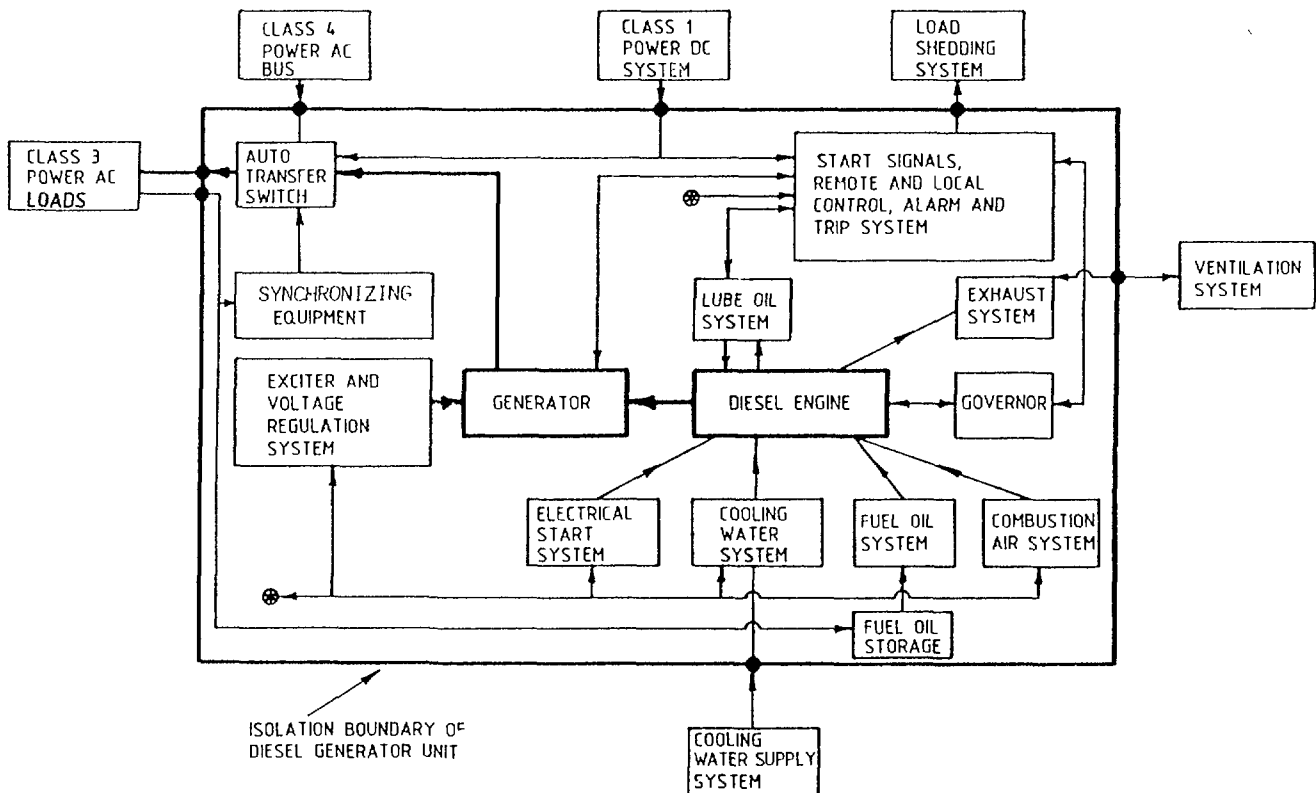 CLASS 4
POWER AC
BUS
CLASS 1
POWER DC
SYSTEM
LOAD
SHEDDING
SYSTEM
CLASS 3
POWER AC
LOADS
AUTO
TRANSFER
SWITCH
START SIGNALS,
REMOTE AND LOCAL
CONTROL, ALARM AND
TRIP SYSTEM
SYNCHRONIZING
EQUIPMENT
LUBE OIL
SYSTEM
EXHAUST
SYSTEM
VENTILATION
SYSTEM
EXCITER AND
VOLTAGE
REGULATION
SYSTEM
GENERATOR
DIESEL ENGINE
GOVERNOR
ELECTRICAL
START
SYSTEM
COOLING
WATER
SYSTEM
FUEL OIL
SYSTEM
COMBUSTION
AIR SYSTEM
FUEL OIL
STORAGE
ISOLATION BOUNDARY OF
DIESEL GENERATOR UNIT
COOLING
WATER SUPPLY
SYSTEM